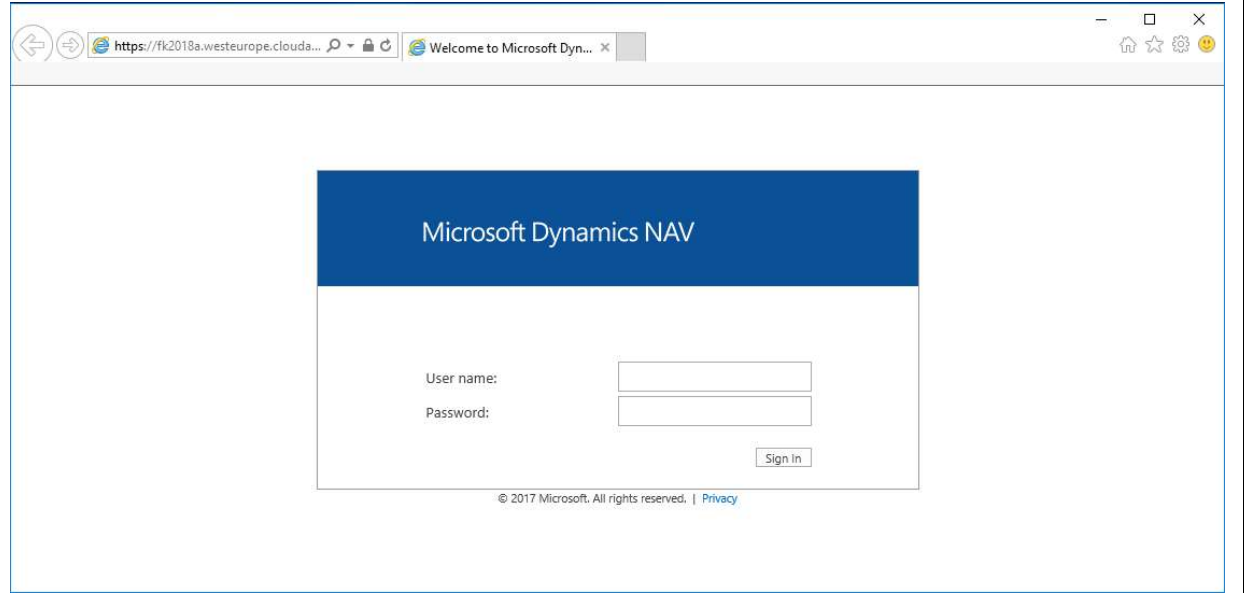 https://fk2018a.westeurope.clouda...
Welcome to Microsoft Dyn...
Microsoft Dynamics NAV
User name:
Password:
Sign In
© 2017 Microsoft. All rights reserved. | Privacy